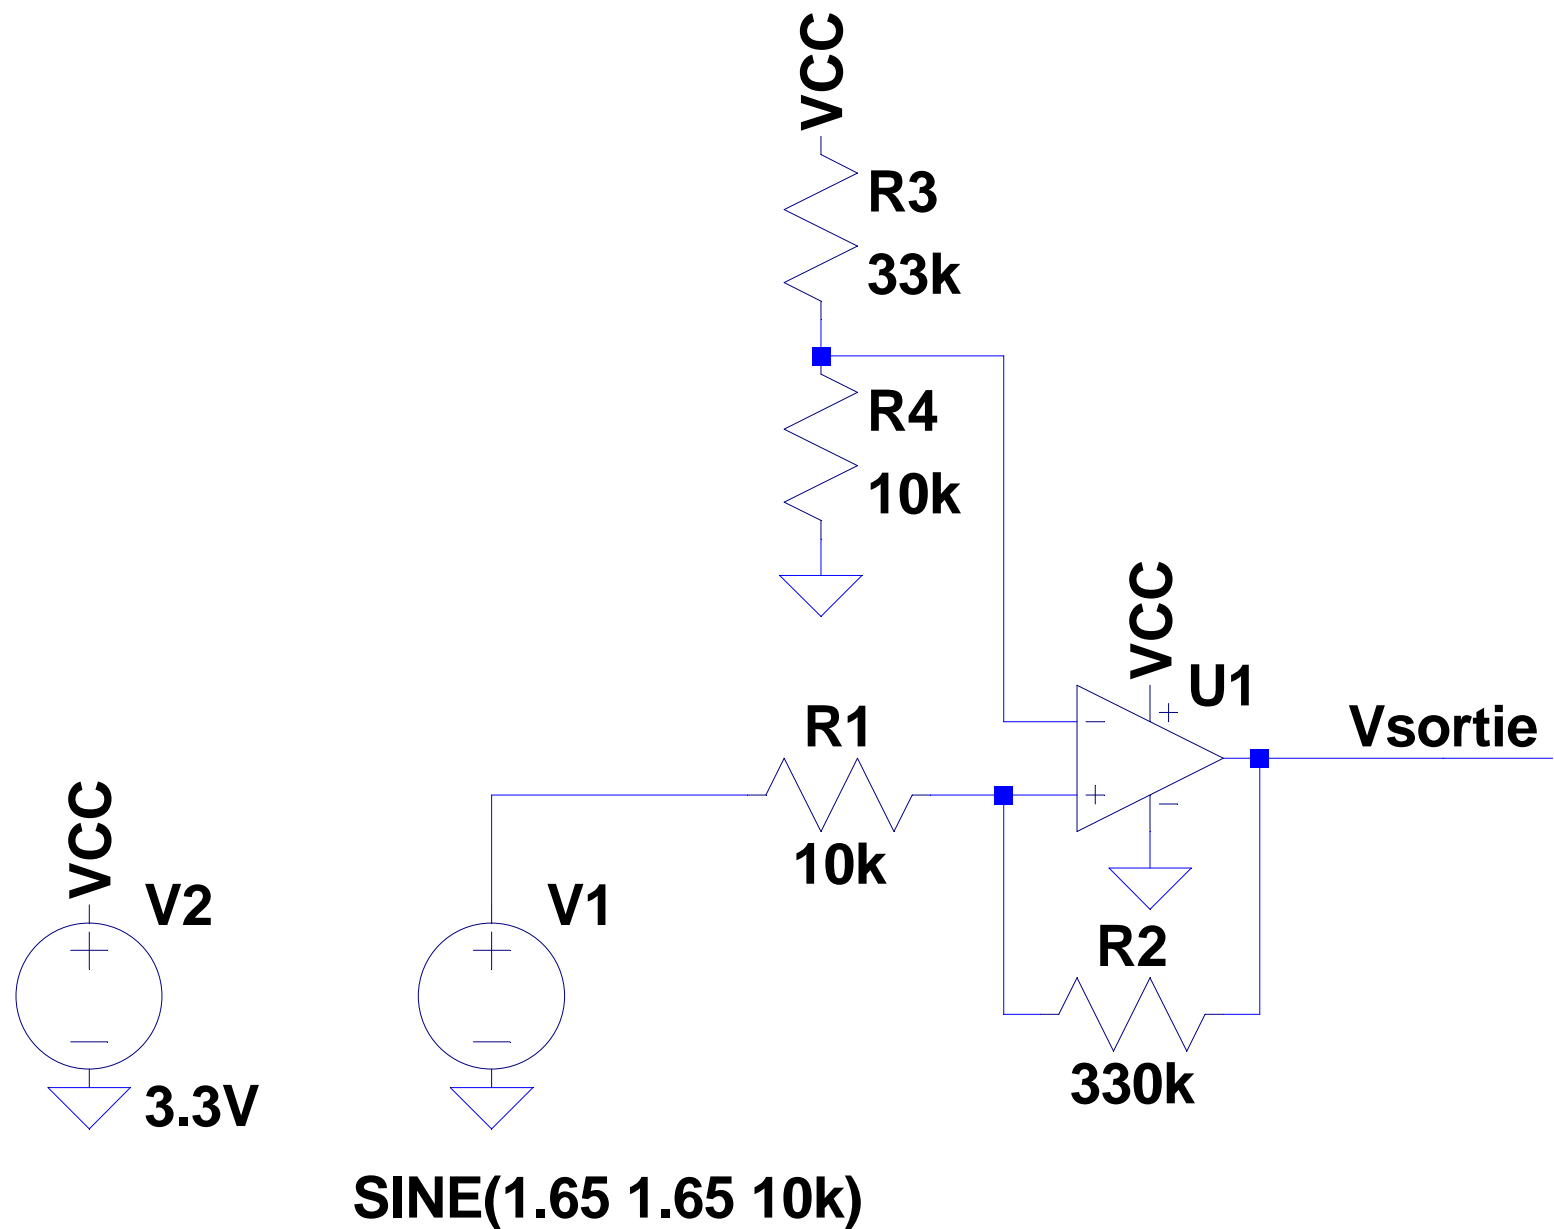 VCC
R3
33k
R4
10k
VCC
U1
R1
10k
Vsortie
VCC
V2
3.3V
V1
R2
330k
SINE(1.65 1.65 10k)